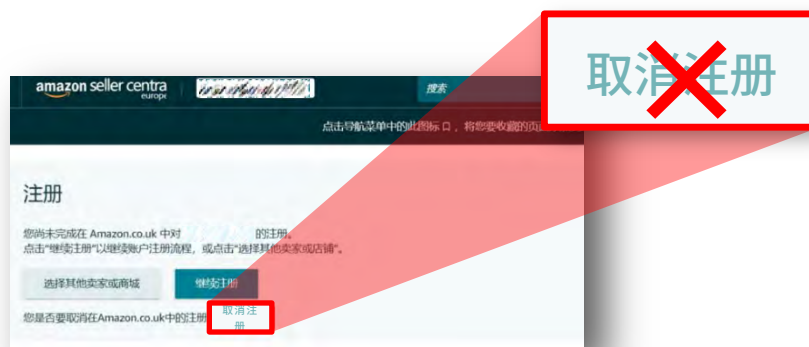 取消注册
amazon seller centra
europe
搜索
点击导航菜单中的此图标口，将您要收藏的页
注册
您尚未完成在 Amazon.co.uk 中对 的注册。
点击“继续注册”以继续账户注册流程，或点击“选择其他卖家或店铺”。
选择其他卖家或商城
继续注册
您是否要取消在Amazon.co.uk中的注册
取消注
册